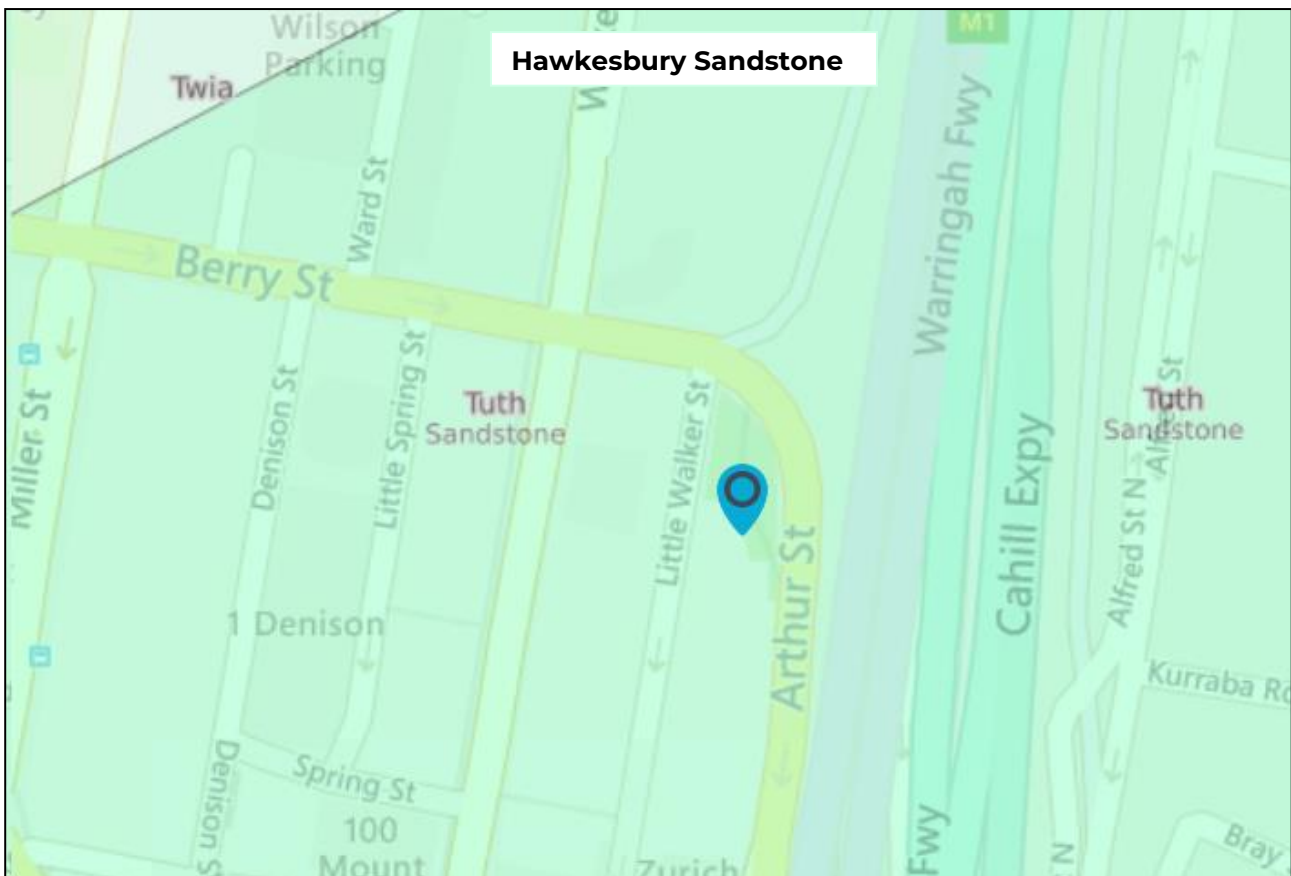 M1
Wilson
Parking
Hawkesbury Sandstone
Twia
Ward St
Warringah Fwy
Berry St
Miller St
Denison St
Little Spring St
Tuth
Sandstone
Little Walker St
Tuth
Sandstone
Alfred St
Cahill Expy
Alfred St N
Arthur St
1 Denison
Kurraba
Denison
Spring St
100
Mount
Zurich
Fwy
N
Bray